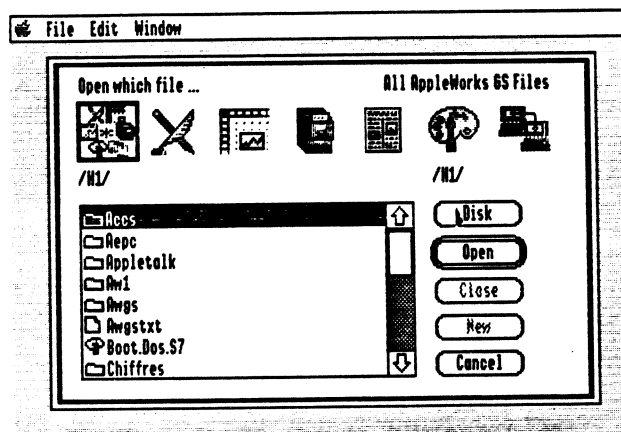 File Edit Window
Open which file ...
All AppleWorks GS Files
/H1/
/H1/
Accs
Aepc
Appletalk
Aw1
Awgs
Awgstxt
Boot.Dos.S7
Chiffres
Disk
Open
Close
New
Cancel